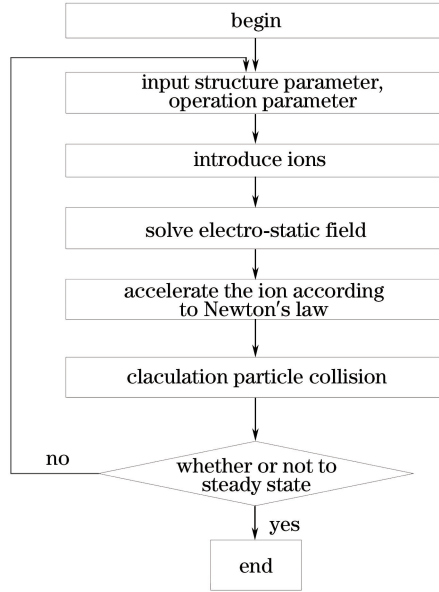 begin
input structure parameter,
operation parameter
introduce ions
solve electro-static field
accelerate the ion according
to Newton's law
claculation particle collision
no
whether or not to
steady state
yes
end